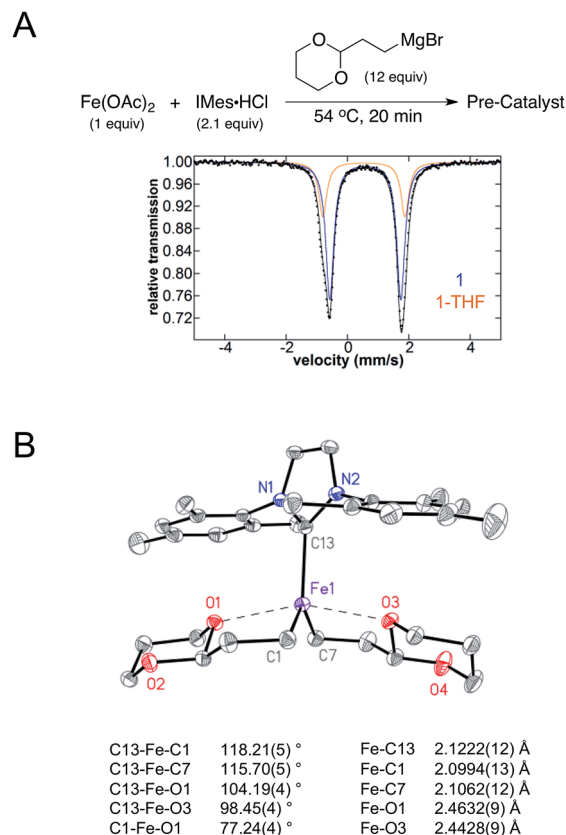 A
O
MgBr
O
(12 equiv)
Fe(OAc)2 + IMes•HCl Pre-Catalyst
(1 equiv) (2.1 equiv) 54 ºC, 20 min
1.00
0.96
0.92
0.88
0.84
0.80
0.76
0.72
relative transmission
1
1-THF
-4 -2 0 2 4
velocity (mm/s)
B
N1 N2
C13
Fe1
O1 O3
C1 C7
O2 O4
C13-Fe-C1 118.21(5) ° Fe-C13 2.1222(12) Å
C13-Fe-C7 115.70(5) ° Fe-C1 2.0994(13) Å
C13-Fe-O1 104.19(4) ° Fe-C7 2.1062(12) Å
C13-Fe-O3 98.45(4) ° Fe-O1 2.4632(9) Å
C1-Fe-O1 77.24(4) ° Fe-O3 2.4428(9) Å